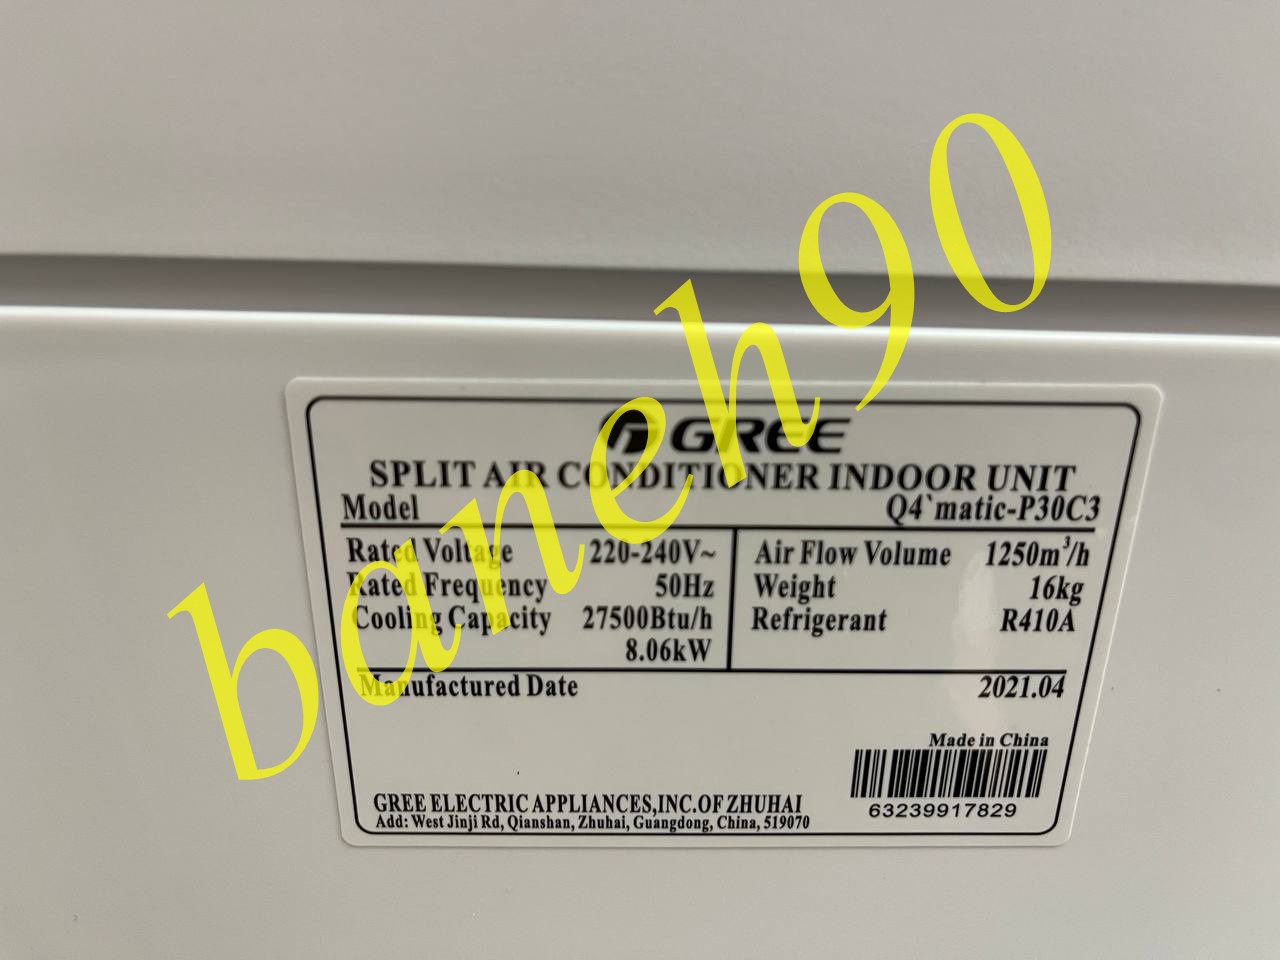 GREE
SPLIT AIR CONDITIONER INDOOR UNIT
Model Q4`matic-P30C3
Rated Voltage 220-240V~
Rated Frequency 50Hz
Cooling Capacity 27500Btu/h
8.06kW
Air Flow Volume 1250m³/h
Weight 16kg
Refrigerant R410A
Manufactured Date 2021.04
Made in China
63239917829
GREE ELECTRIC APPLIANCES,INC.OF ZHUHAI
Add: West Jinji Rd, Qianshan, Zhuhai, Guangdong, China, 519070
baneh90